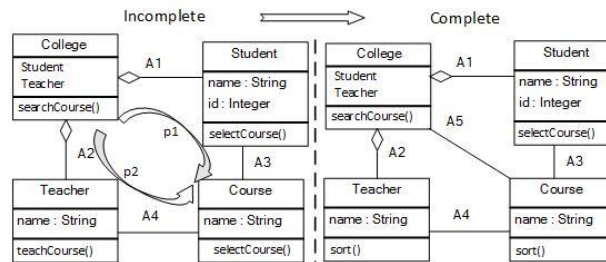 Incomplete
Complete
College
Student
Teacher
searchCourse()
A1
Student
name : String
id : Integer
selectCourse()
p1
p2
A2
A3
Teacher
name : String
teachCourse()
A4
Course
name : String
selectCourse()
College
Student
Teacher
searchCourse()
A1
Student
name : String
id : Integer
selectCourse()
A5
A2
A3
Teacher
name : String
sort()
A4
Course
name : String
sort()